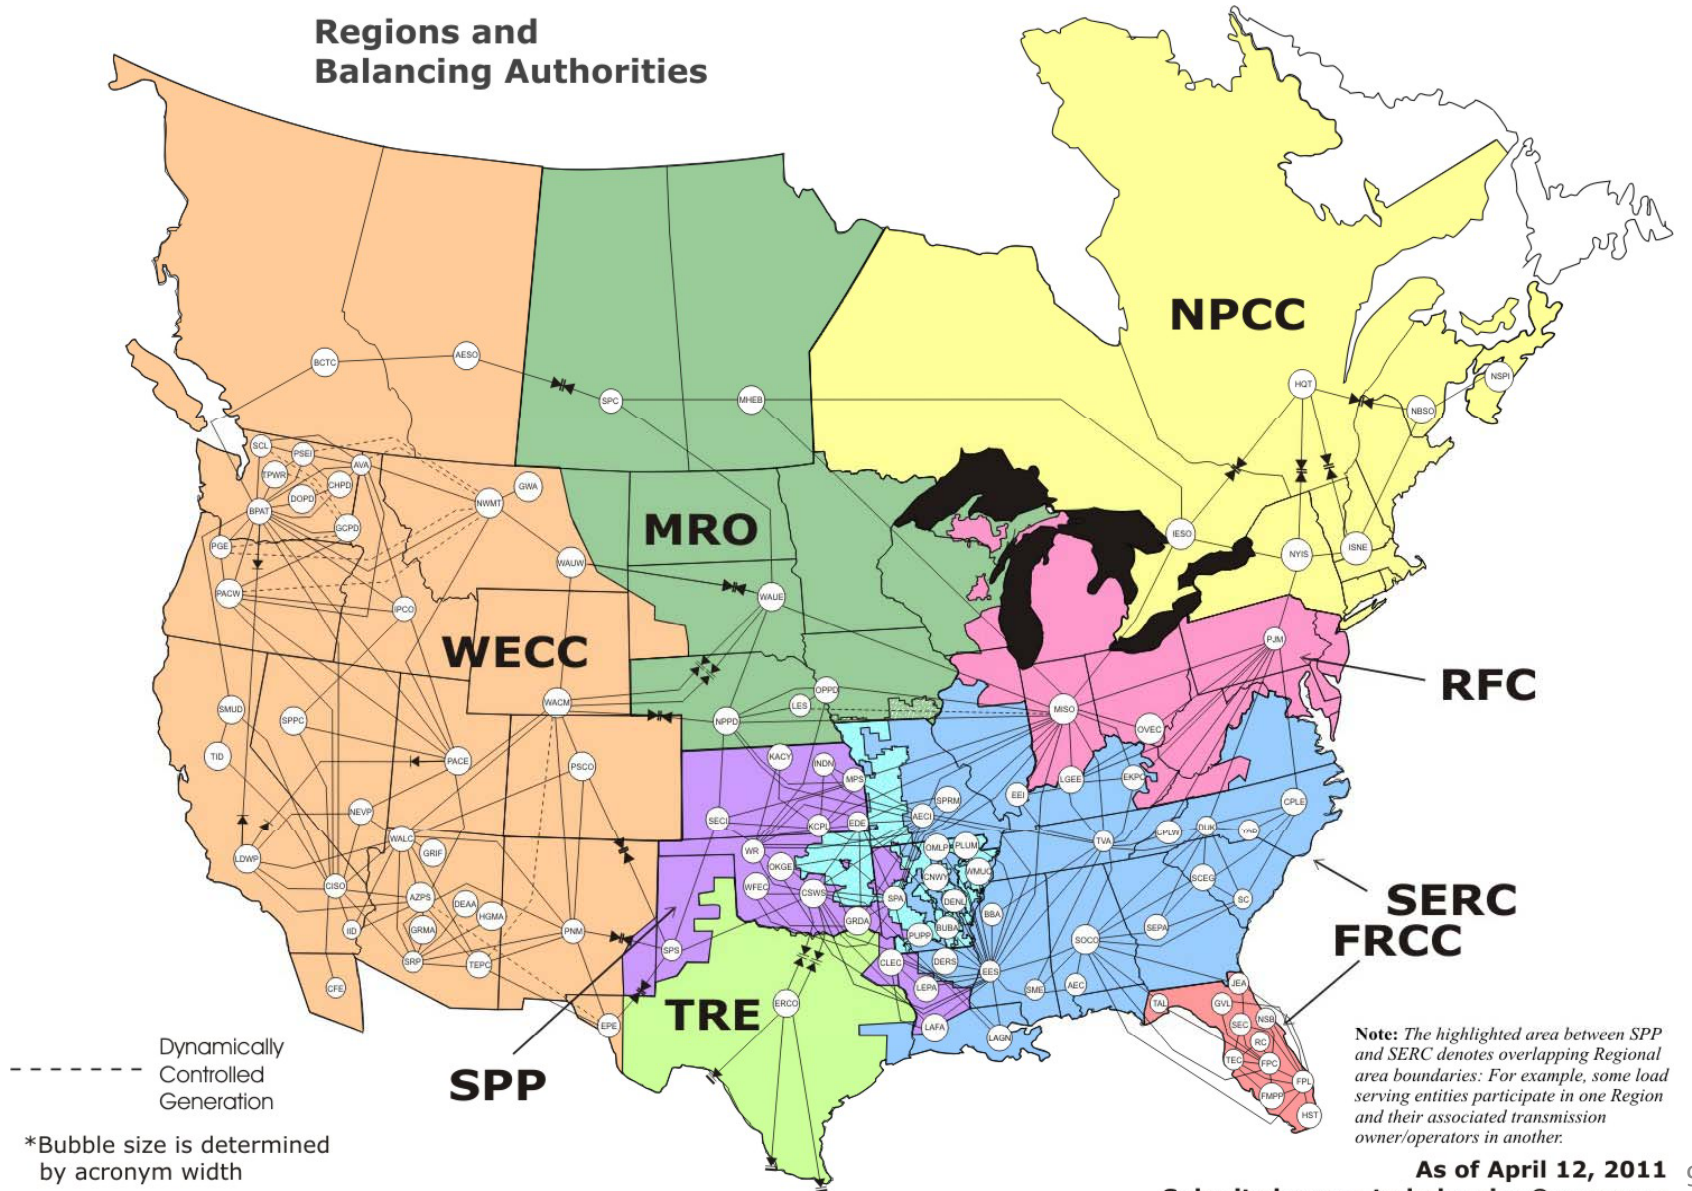 Regions and
Balancing Authorities
NPCC
BCTC
AESO
SPC
MHEB
HQT
NSPI
NBSO
SCL
PSEI
AVA
TPWR
CHPD
DOPD
GWA
NWMT
BPAT
GCPD
MRO
IESO
PGE
NYIS
ISNE
WAUW
PACW
IPCO
WAUE
WECC
PJM
RFC
OPPD
WACM
LES
SMUD
SPPC
NPPD
MISO
OVEC
TID
PACE
PSCO
KACY
INDN
MPS
LGEE
EKPC
EEI
SPRM
CPLE
NEVP
SECI
KCPL
EDE
AECI
WALC
GRIF
TVA
CPLW
DUK
YAD
LDWP
WR
OKGE
OMLP
PLUM
CISO
AZPS
DEAA
HGMA
WFEC
CSWS
SPA
CNWY
WMUC
SCEG
SERC
DENL
SC
IID
GRMA
PNM
GRDA
BBA
BUBA
PUPP
SEPA
FRCC
SRP
TEPC
SPS
SOCO
CLEC
DERS
EES
CFE
LEPA
SME
AEC
JEA
TRE
ERCO
TAL
GVL
EPE
LAFA
LAGN
SEC
NSB
RC
TEC
FPC
FPL
FMPP
HST
SPP
Dynamically
Controlled
Generation
*Bubble size is determined
by acronym width
Note: The highlighted area between SPP
and SERC denotes overlapping Regional
area boundaries: For example, some load
serving entities participate in one Region
and their associated transmission
owner/operators in another.
As of April 12, 2011